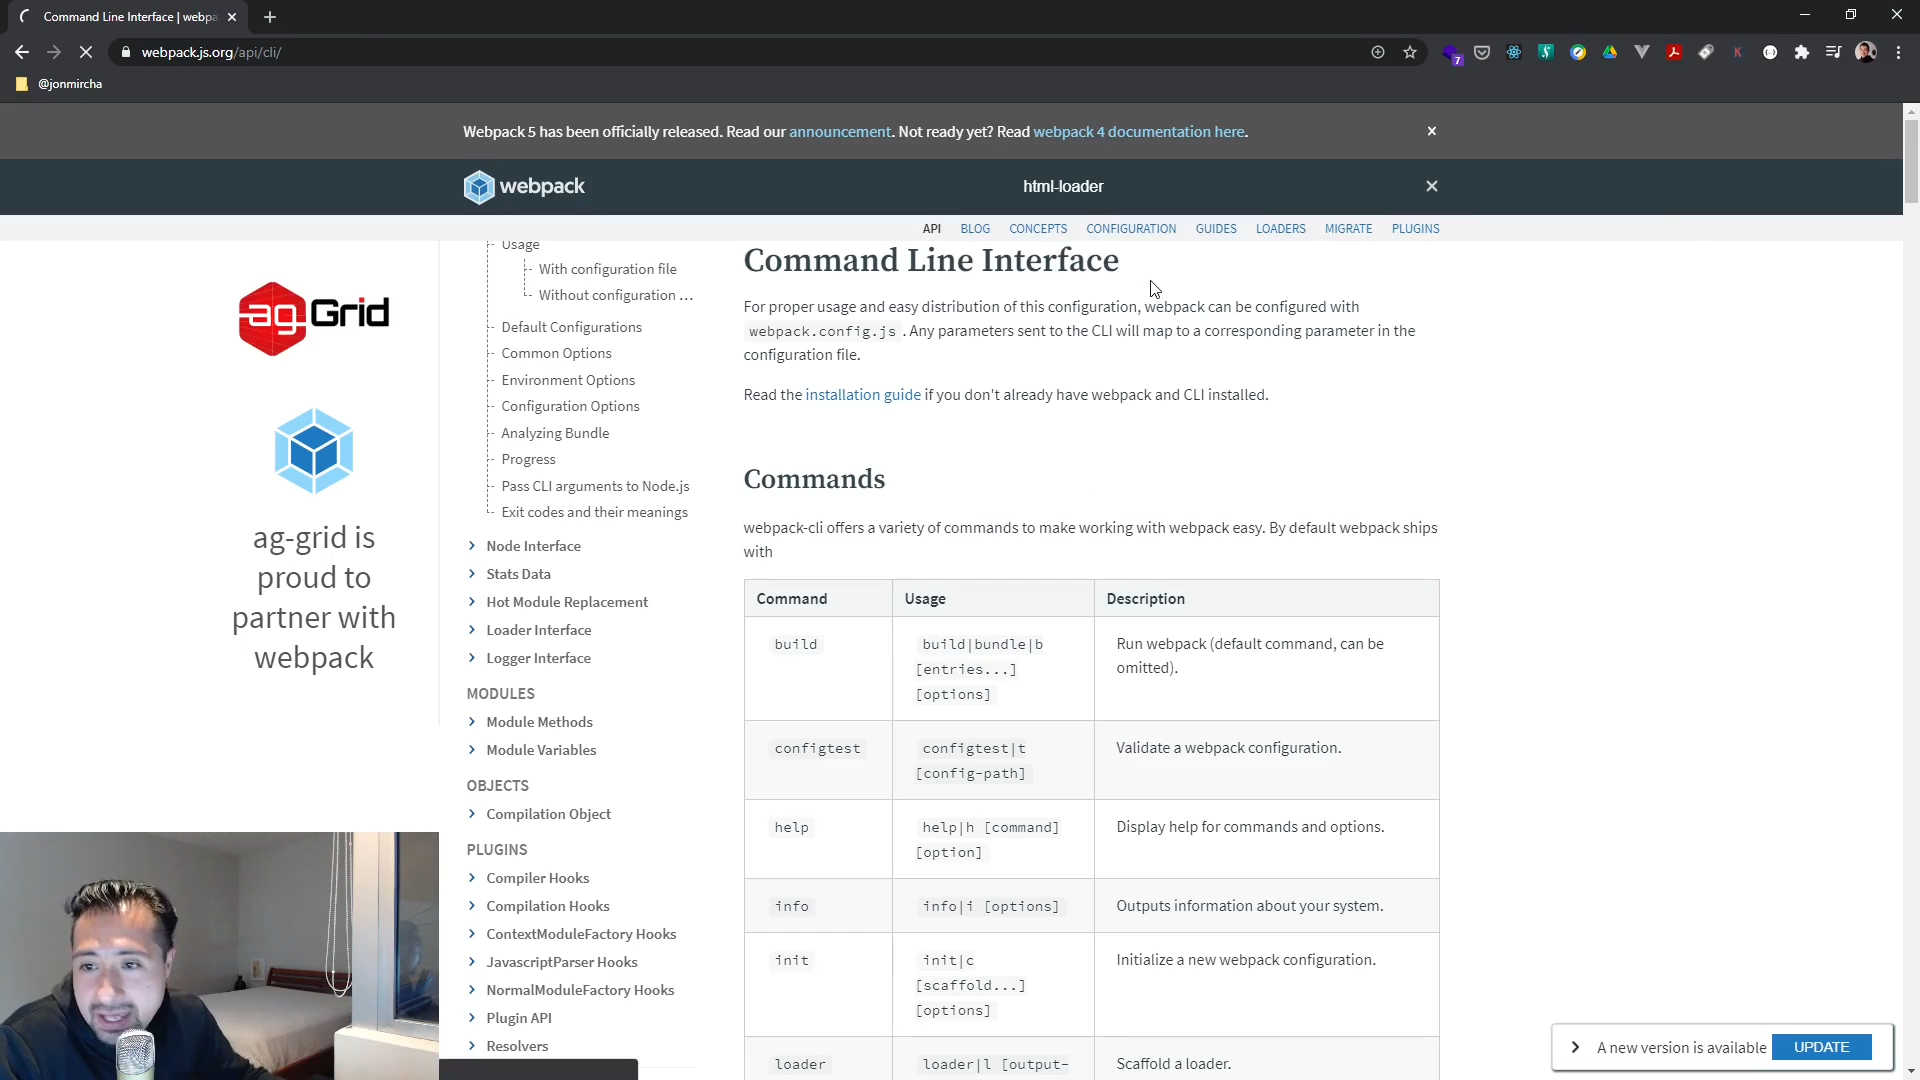 Command Line Interface | webpa
webpack.js.org/api/cli/
7
@jonmircha
Webpack 5 has been officially released. Read our announcement. Not ready yet? Read webpack 4 documentation here.
webpack
html-loader
API BLOG CONCEPTS CONFIGURATION GUIDES LOADERS MIGRATE PLUGINS
ag Grid
ag-grid is
proud to
partner with
webpack
Usage
With configuration file
Without configuration ...
Default Configurations
Common Options
Environment Options
Configuration Options
Analyzing Bundle
Progress
Pass CLI arguments to Node.js
Exit codes and their meanings
Node Interface
Stats Data
Hot Module Replacement
Loader Interface
Logger Interface
MODULES
Module Methods
Module Variables
OBJECTS
Compilation Object
PLUGINS
Compiler Hooks
Compilation Hooks
ContextModuleFactory Hooks
JavascriptParser Hooks
NormalModuleFactory Hooks
Plugin API
Resolvers
Command Line Interface
For proper usage and easy distribution of this configuration, webpack can be configured with
webpack.config.js . Any parameters sent to the CLI will map to a corresponding parameter in the
configuration file.
Read the installation guide if you don't already have webpack and CLI installed.
Commands
webpack-cli offers a variety of commands to make working with webpack easy. By default webpack ships
with
Command Usage Description
build build|bundle|b Run webpack (default command, can be
[entries...] omitted).
[options]
configtest configtest|t Validate a webpack configuration.
[config-path]
help help|h [command] Display help for commands and options.
[option]
info info|i [options] Outputs information about your system.
init init|c Initialize a new webpack configuration.
[scaffold...]
[options]
loader loader|l [output- Scaffold a loader.
A new version is available UPDATE